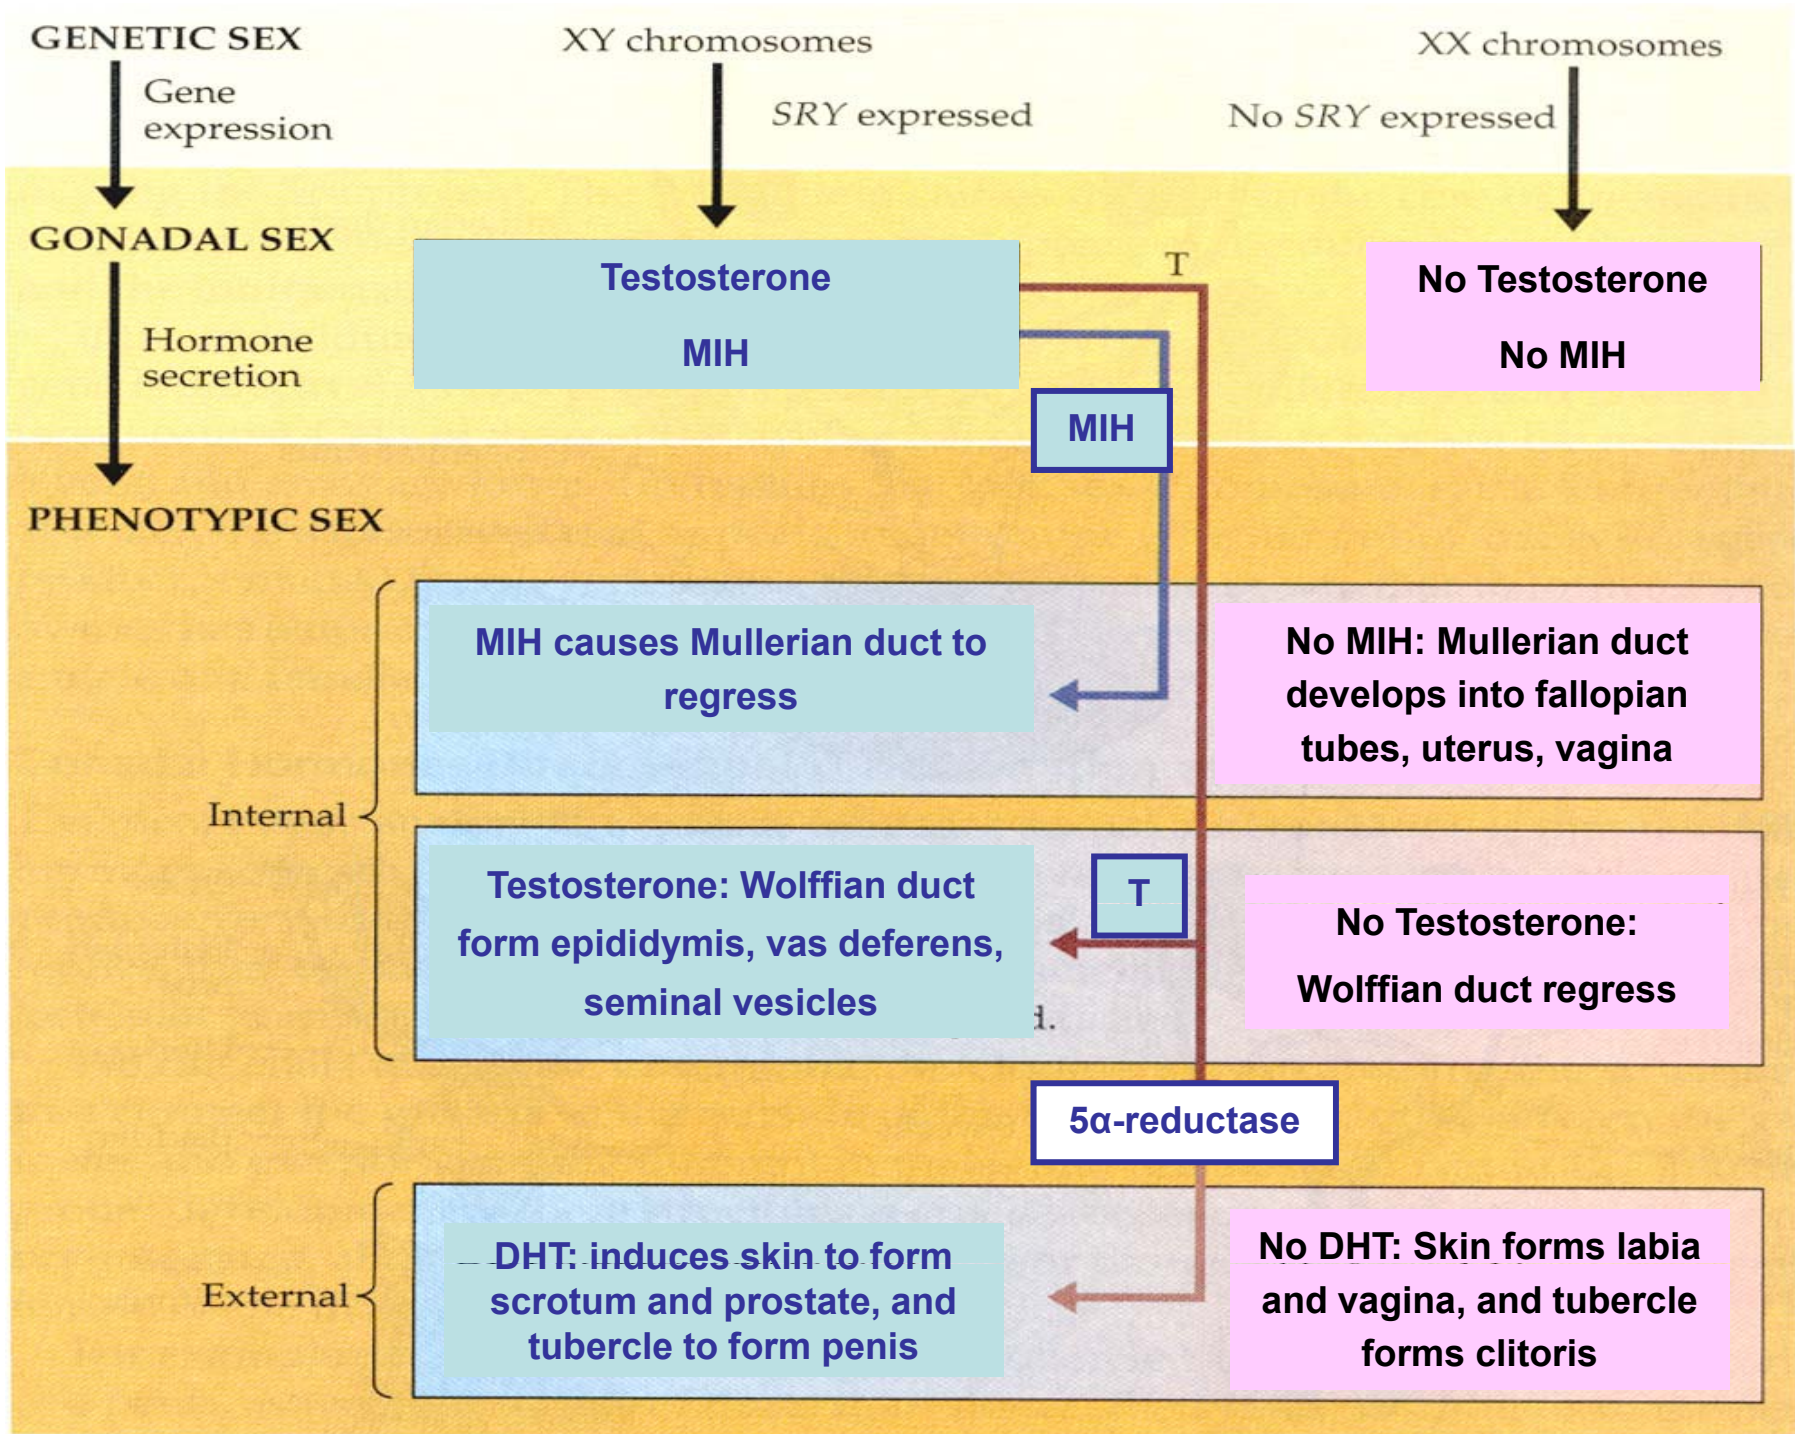 GENETIC SEX
XY chromosomes
XX chromosomes
Gene
expression
SRY expressed
No SRY expressed
GONADAL SEX
Testosterone
MIH
T
No Testosterone
No MIH
Hormone
secretion
MIH
PHENOTYPIC SEX
Internal
MIH causes Mullerian duct to
regress
No MIH: Mullerian duct
develops into fallopian
tubes, uterus, vagina
Testosterone: Wolffian duct
form epididymis, vas deferens,
seminal vesicles
T
No Testosterone:
Wolffian duct regress
5α-reductase
External
DHT: induces skin to form
scrotum and prostate, and
tubercle to form penis
No DHT: Skin forms labia
and vagina, and tubercle
forms clitoris